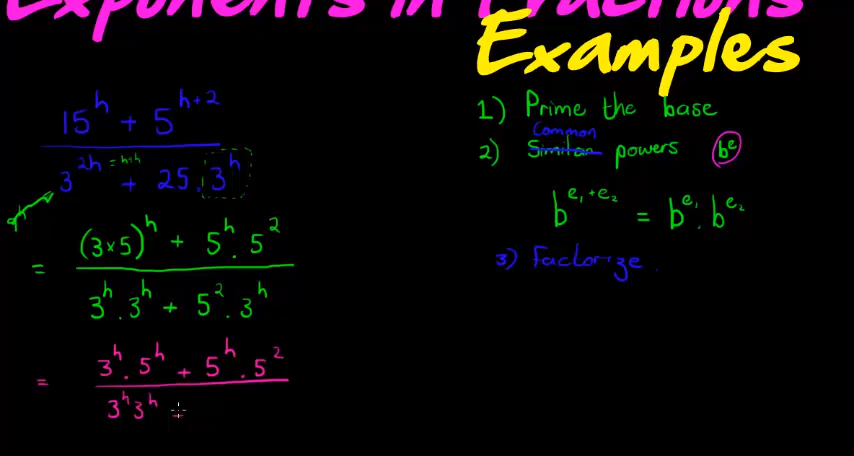 Exponents in Fractions
Examples
15^h + 5^(h+2)
3^(2h) =h+h + 25.3^h
9^h
= (3×5)^h + 5^h.5^2
3^h.3^h + 5^2.3^h
= 3^h.5^h + 5^h.5^2
3^h 3^h
1) Prime the base
Common
2) Similar powers b^e
b^(e₁+e₂) = b^e₁.b^e₂
3) Factorize.